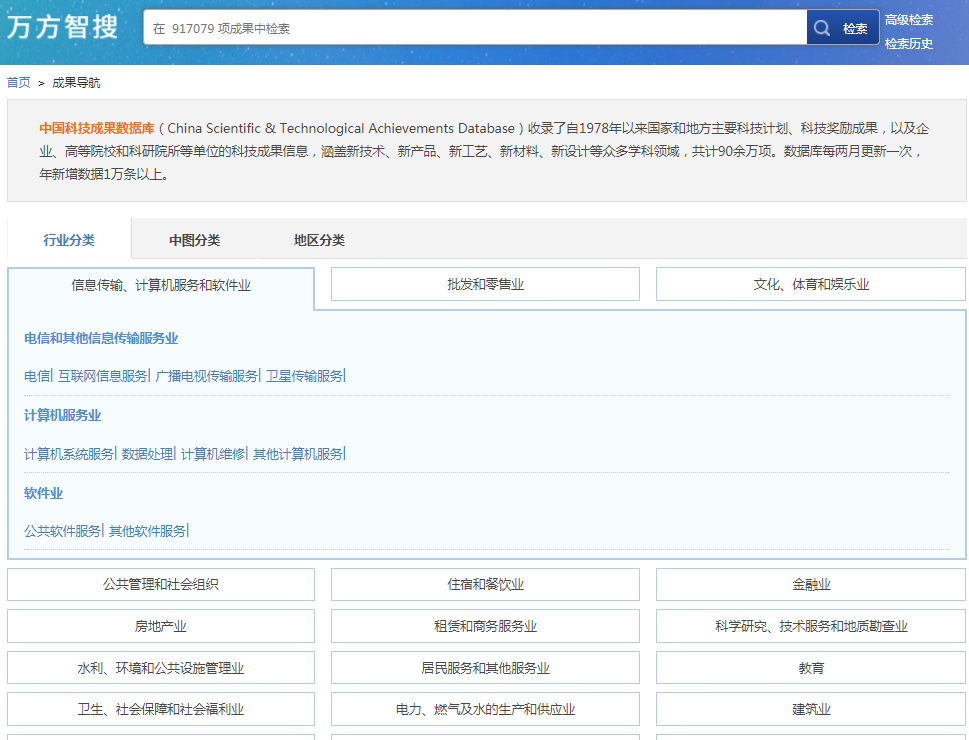 万方智搜
在 917079 项成果中检索
检索
高级检索
检索历史
首页 > 成果导航
中国科技成果数据库（China Scientific & Technological Achievements Database）收录了自1978年以来国家和地方主要科技计划、科技奖励成果，以及企
业、高等院校和科研院所等单位的科技成果信息，涵盖新技术、新产品、新工艺、新材料、新设计等众多学科领域，共计90余万项。数据库每两月更新一次，
年新增数据1万条以上。
行业分类 中图分类 地区分类
信息传输、计算机服务和软件业 批发和零售业 文化、体育和娱乐业
电信和其他信息传输服务业
电信| 互联网信息服务| 广播电视传输服务| 卫星传输服务|
计算机服务业
计算机系统服务| 数据处理| 计算机维修| 其他计算机服务|
软件业
公共软件服务| 其他软件服务|
公共管理和社会组织 住宿和餐饮业 金融业
房地产业 租赁和商务服务业 科学研究、技术服务和地质勘查业
水利、环境和公共设施管理业 居民服务和其他服务业 教育
卫生、社会保障和社会福利业 电力、燃气及水的生产和供应业 建筑业